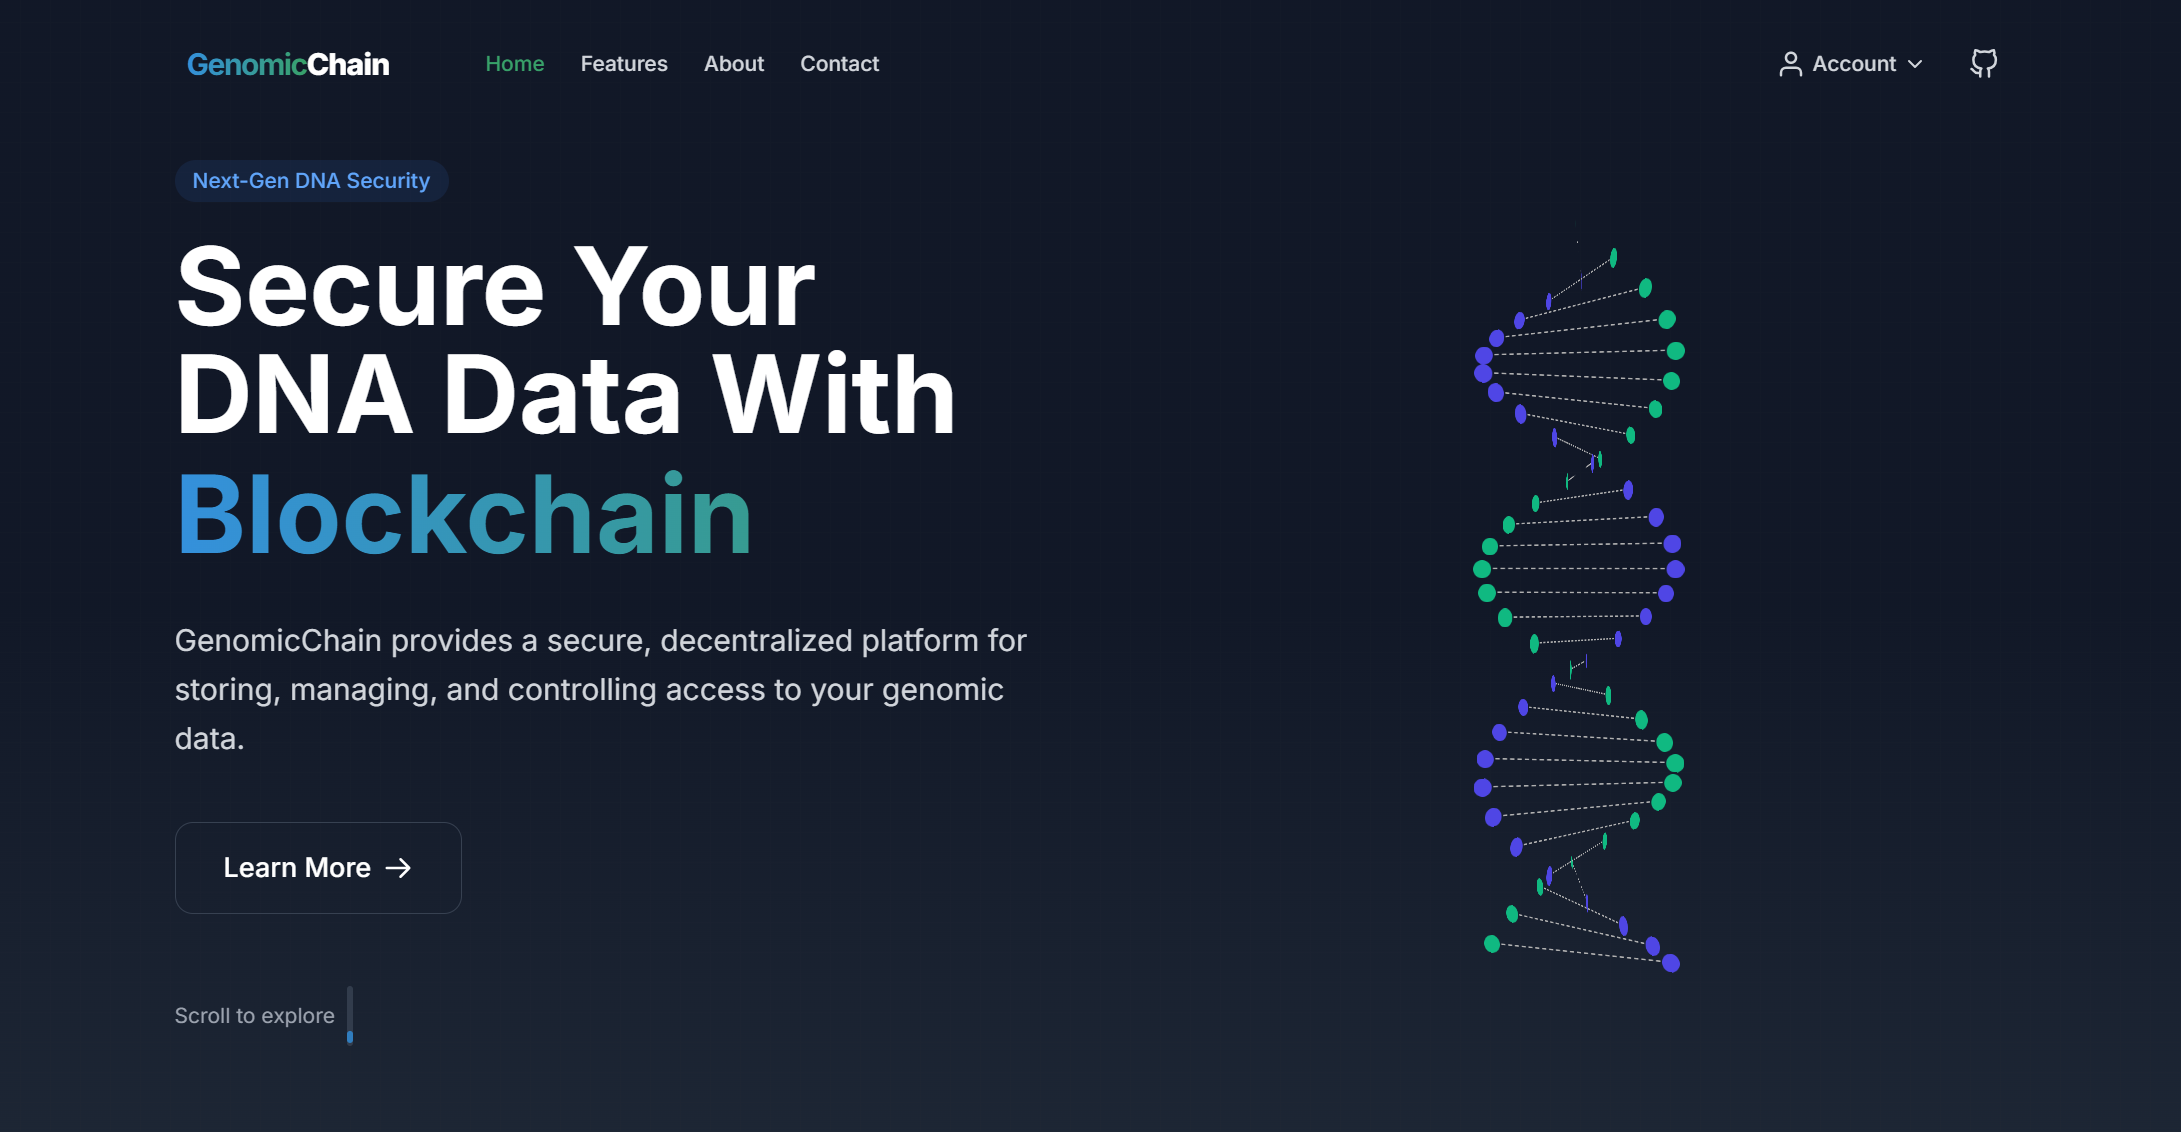 GenomicChain Home Features About Contact Account
Next-Gen DNA Security
Secure Your
DNA Data With
Blockchain
GenomicChain provides a secure, decentralized platform for
storing, managing, and controlling access to your genomic
data.
Learn More
Scroll to explore